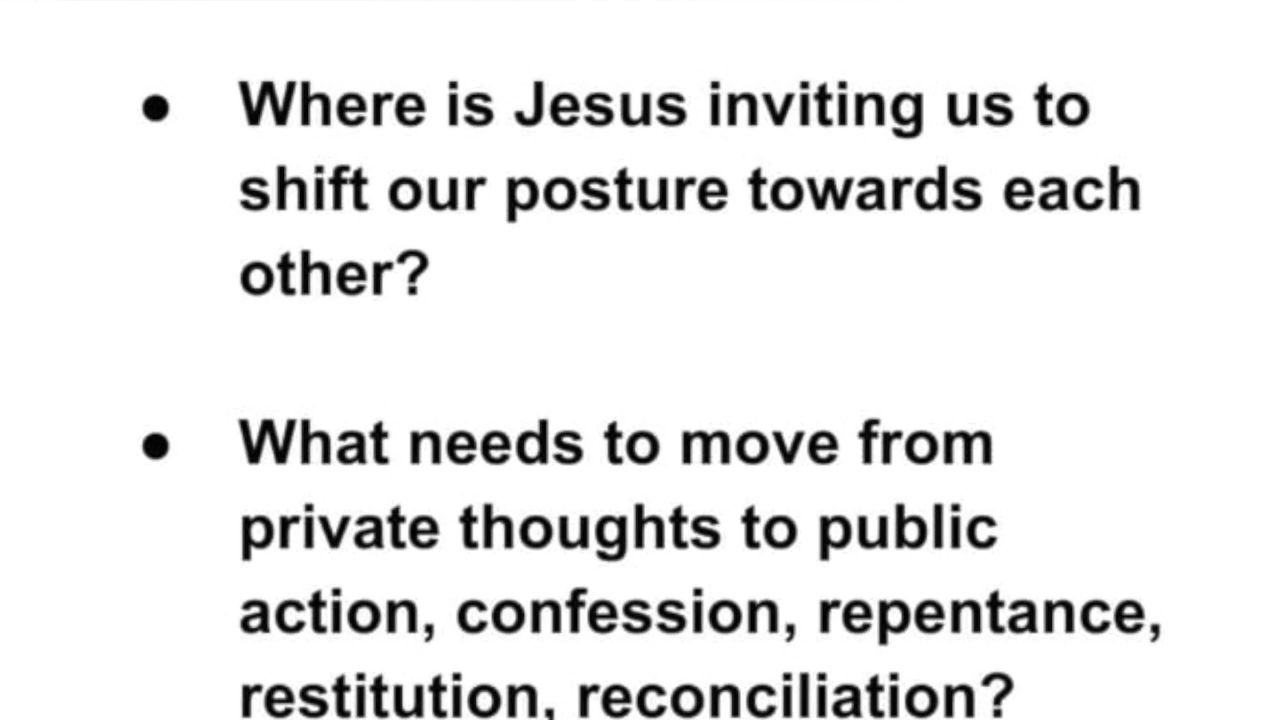 ● Where is Jesus inviting us to
shift our posture towards each
other?
● What needs to move from
private thoughts to public
action, confession, repentance,
restitution, reconciliation?